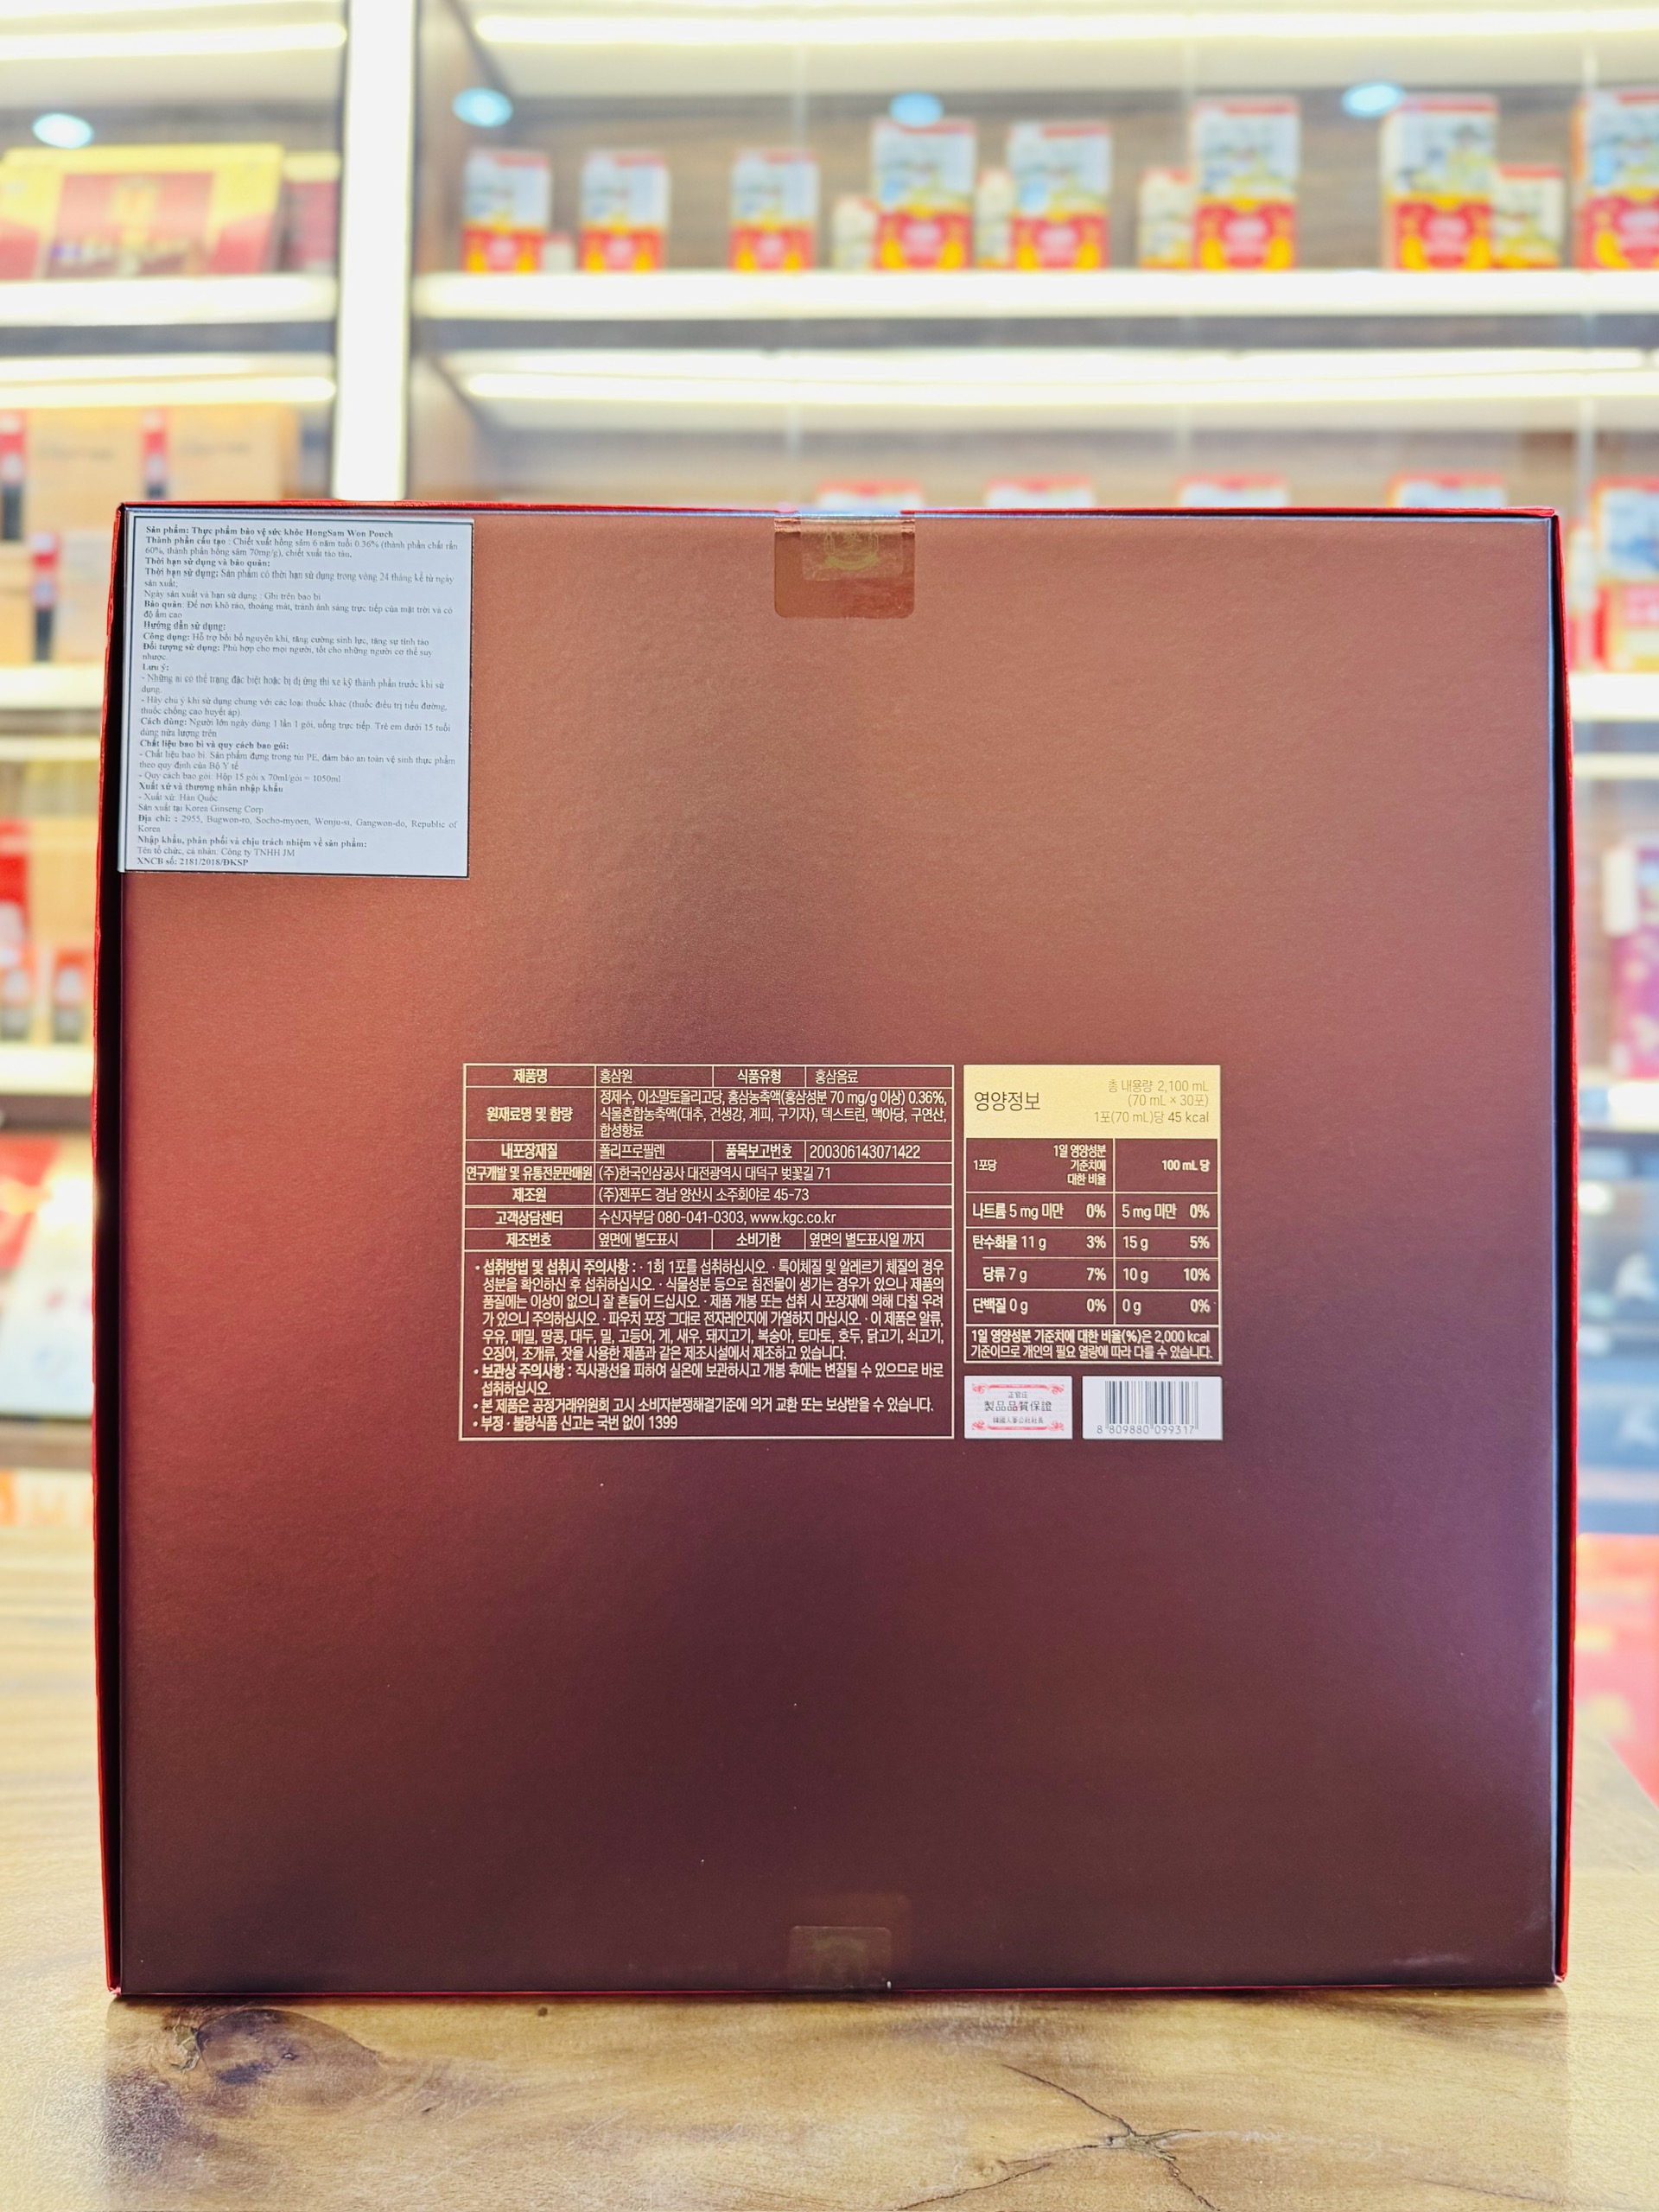 Sản phẩm: Thực phẩm bảo vệ sức khỏe HongSam Won Pouch
Thành phần cấu tạo : Chiết xuất hồng sâm 6 năm tuổi 0.36% (thành phần chất rắn
60%, thành phần hồng sâm 70mg/g), chiết xuất táo tàu,
Thời hạn sử dụng và bảo quản:
Thời hạn sử dụng: Sản phẩm có thời hạn sử dụng trong vòng 24 tháng kể từ ngày
sản xuất;
Ngày sản xuất và hạn sử dụng : Ghi trên bao bì
Bảo quản: Để nơi khô ráo, thoáng mát, tránh ánh sáng trực tiếp của mặt trời và có
độ ẩm cao
Hướng dẫn sử dụng:
Công dụng: Hỗ trợ bồi bổ nguyên khí, tăng cường sinh lực, tăng sự tỉnh táo
Đối tượng sử dụng: Phù hợp cho mọi người, tốt cho những người cơ thể suy
nhược.
Lưu ý:
- Những ai có thể trạng đặc biệt hoặc bị dị ứng thì xe kỹ thành phần trước khi sử
dụng.
- Hãy chú ý khi sử dụng chung với các loại thuốc khác (thuốc điều trị tiểu đường,
thuốc chống cao huyết áp).
Cách dùng: Người lớn ngày dùng 1 lần 1 gói, uống trực tiếp. Trẻ em dưới 15 tuổi
dùng nửa lượng trên
Chất liệu bao bì và quy cách bao gói:
- Chất liệu bao bì: Sản phẩm đựng trong túi PE, đảm bảo an toàn vệ sinh thực phẩm
theo quy định của Bộ Y tế
- Quy cách bao gói: Hộp 15 gói x 70ml/gói = 1050ml
Xuất xứ và thương nhân nhập khẩu
- Xuất xứ: Hàn Quốc
Sản xuất tại Korea Ginseng Corp
Địa chỉ: : 2955, Bugwon-ro, Socho-myoen, Wonju-si, Gangwon-do, Republic of
Korea
Nhập khẩu, phân phối và chịu trách nhiệm về sản phẩm:
Tên tổ chức, cá nhân: Công ty TNHH JM
XNCB số: 2181/2018/ĐKSP
제품명 홍삼원 식품유형 홍삼음료
원재료명 및 함량 정제수, 이소말토올리고당, 홍삼농축액(홍삼성분 70 mg/g 이상) 0.36%,
식물혼합농축액(대추, 건생강, 계피, 구기자), 덱스트린, 맥아당, 구연산,
합성향료
내포장재질 폴리프로필렌 품목보고번호 200306143071422
연구개발 및 유통전문판매원 (주)한국인삼공사 대전광역시 대덕구 벚꽃길 71
제조원 (주)젠푸드 경남 양산시 소주회야로 45-73
고객상담센터 수신자부담 080-041-0303, www.kgc.co.kr
제조번호 옆면에 별도표시 소비기한 옆면의 별도표시일 까지
• 섭취방법 및 섭취시 주의사항 : · 1회 1포를 섭취하십시오. · 특이체질 및 알레르기 체질의 경우
성분을 확인하신 후 섭취하십시오. · 식물성분 등으로 침전물이 생기는 경우가 있으나 제품의
품질에는 이상이 없으니 잘 흔들어 드십시오. · 제품 개봉 또는 섭취 시 포장재에 의해 다칠 우려
가 있으니 주의하십시오. · 파우치 포장 그대로 전자레인지에 가열하지 마십시오. · 이 제품은 알류,
우유, 메밀, 땅콩, 대두, 밀, 고등어, 게, 새우, 돼지고기, 복숭아, 토마토, 호두, 닭고기, 쇠고기,
오징어, 조개류, 잣을 사용한 제품과 같은 제조시설에서 제조하고 있습니다.
• 보관상 주의사항 : 직사광선을 피하여 실온에 보관하시고 개봉 후에는 변질될 수 있으므로 바로
섭취하십시오.
• 본 제품은 공정거래위원회 고시 소비자분쟁해결기준에 의거 교환 또는 보상받을 수 있습니다.
• 부정 · 불량식품 신고는 국번 없이 1399
영양정보
총 내용량 2,100 mL
(70 mL × 30포)
1포(70 mL)당 45 kcal
1포당 1일 영양성분 기준치에 대한 비율 100 mL 당
나트륨 5 mg 미만 0% 5 mg 미만 0%
탄수화물 11 g 3% 15 g 5%
당류 7 g 7% 10 g 10%
단백질 0 g 0% 0 g 0%
1일 영양성분 기준치에 대한 비율(%)은 2,000 kcal
기준이므로 개인의 필요 열량에 따라 다를 수 있습니다.
正官庄
製品品質保證
韓國人蔘公社社長
8 809880 099317